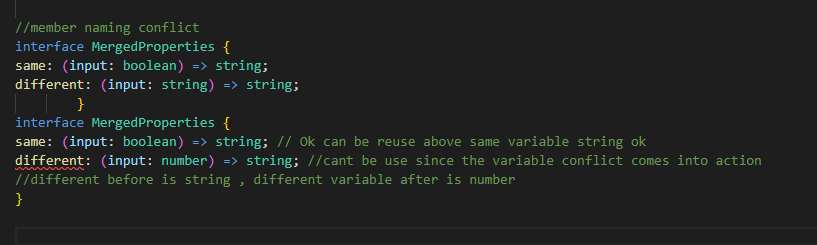 //member naming conflict
interface MergedProperties {
same: (input: boolean) => string;
different: (input: string) => string;
}
interface MergedProperties {
same: (input: boolean) => string; // Ok can be reuse above same variable string ok
different: (input: number) => string; //cant be use since the variable conflict comes into action
//different before is string , different variable after is number
}